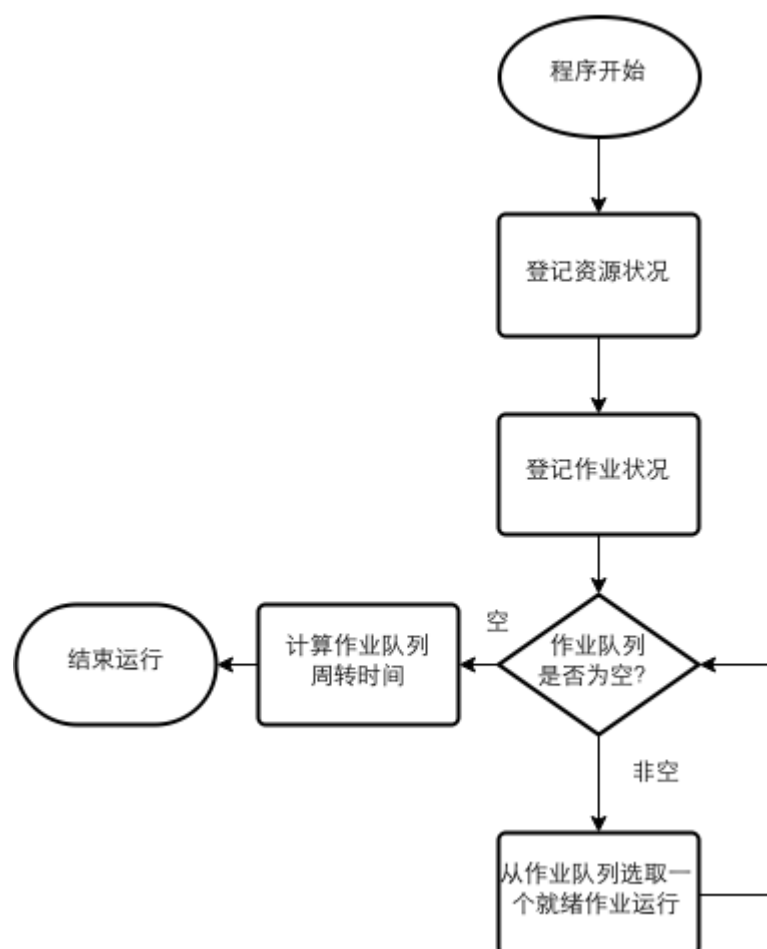 程序开始
登记资源状况
登记作业状况
空
作业队列
是否为空?
计算作业队列
周转时间
结束运行
非空
从作业队列选取一
个就绪作业运行